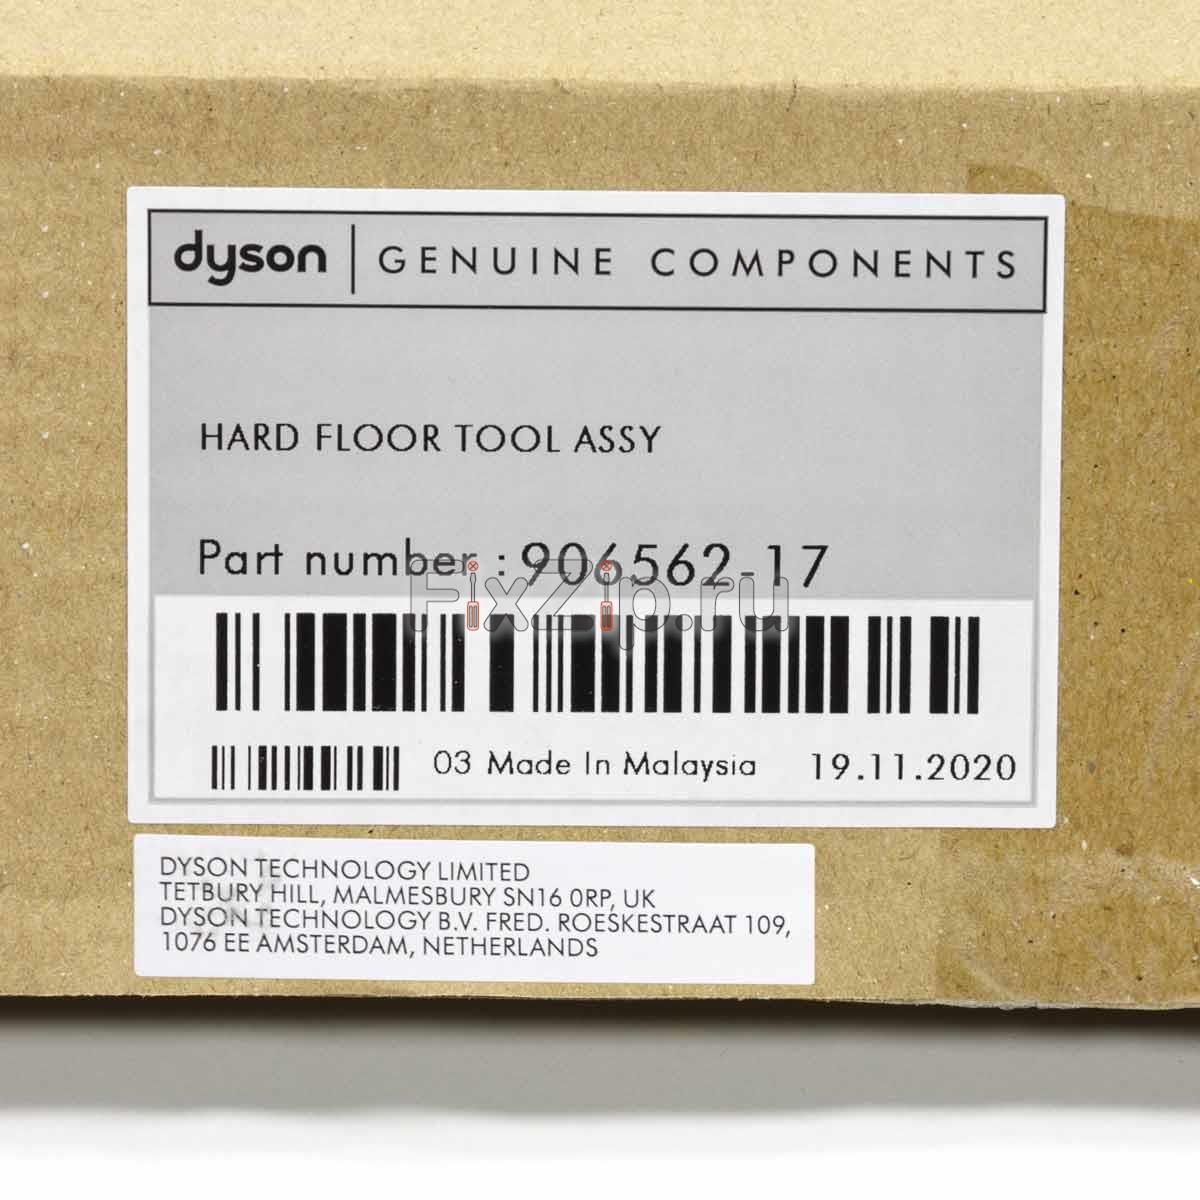 dyson GENUINE COMPONENTS
HARD FLOOR TOOL ASSY
Part number : 906562-17
FixZip.ru
03 Made In Malaysia 19.11.2020
DYSON TECHNOLOGY LIMITED
TETBURY HILL, MALMESBURY SN16 0RP, UK
DYSON TECHNOLOGY B.V. FRED. ROESKESTRAAT 109,
1076 EE AMSTERDAM, NETHERLANDS